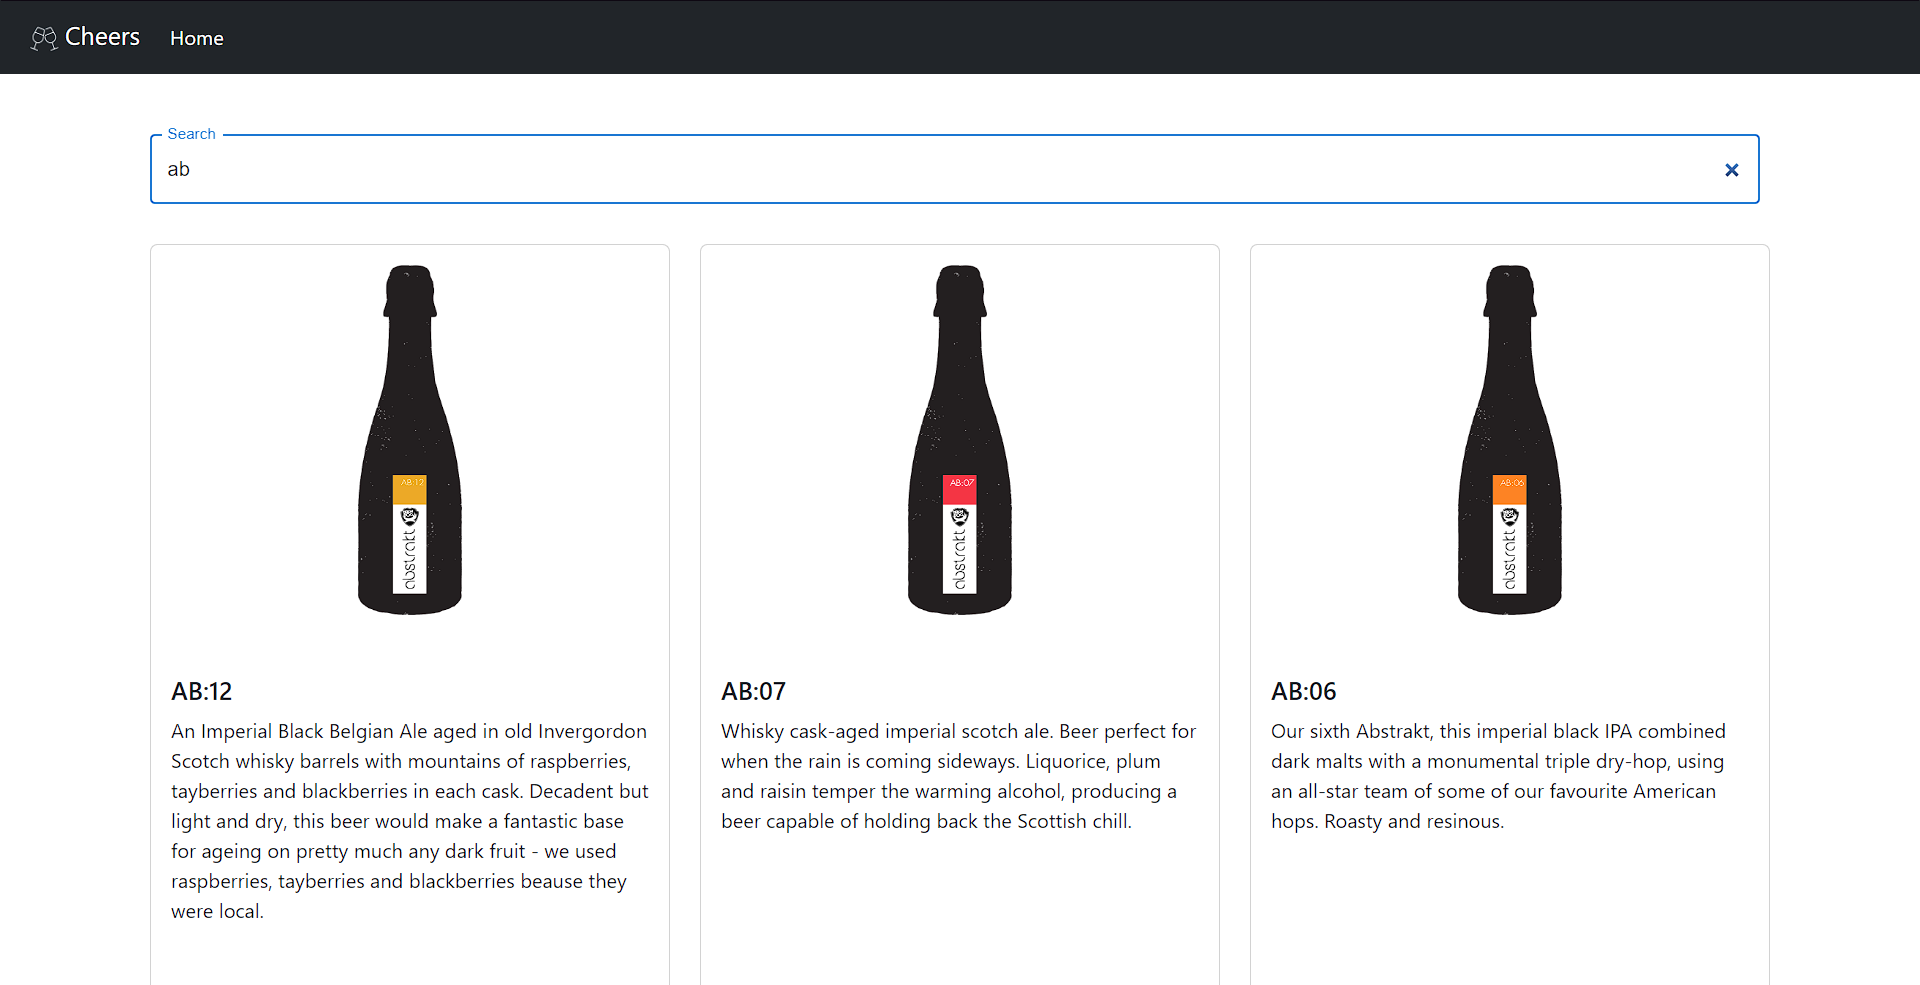 Cheers Home
Search
ab
AB:12
abstrakt
AB:07
abstrakt
AB:06
abstrakt
AB:12
An Imperial Black Belgian Ale aged in old Invergordon
Scotch whisky barrels with mountains of raspberries,
tayberries and blackberries in each cask. Decadent but
light and dry, this beer would make a fantastic base
for ageing on pretty much any dark fruit - we used
raspberries, tayberries and blackberries beause they
were local.
AB:07
Whisky cask-aged imperial scotch ale. Beer perfect for
when the rain is coming sideways. Liquorice, plum
and raisin temper the warming alcohol, producing a
beer capable of holding back the Scottish chill.
AB:06
Our sixth Abstrakt, this imperial black IPA combined
dark malts with a monumental triple dry-hop, using
an all-star team of some of our favourite American
hops. Roasty and resinous.